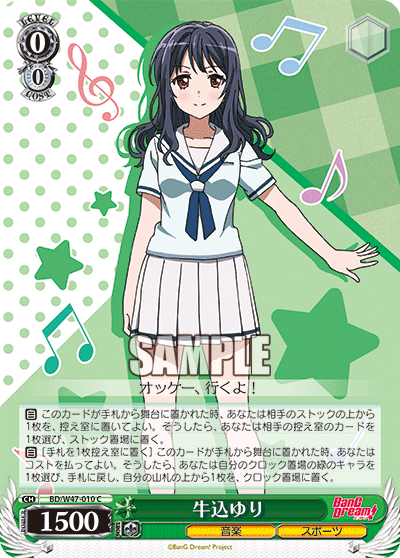 LEVEL
0
0
COST
SAMPLE
オッケー、行くよ！
自 このカードが手札から舞台に置かれた時、あなたは相手のストックの上から
1枚を、控え室に置いてよい。そうしたら、あなたは相手の控え室のカードを
1枚選び、ストック置場に置く。
自 ［手札を1枚控え室に置く］ このカードが手札から舞台に置かれた時、あなたは
コストを払ってよい。そうしたら、あなたは自分のクロック置場の緑のキャラを
1枚選び、手札に戻し、自分の山札の上から1枚を、クロック置場に置く。
CH BD/W47-010 C
POWER
1500
牛込ゆり
音楽 スポーツ
BanG Dream!
©BanG Dream! Project